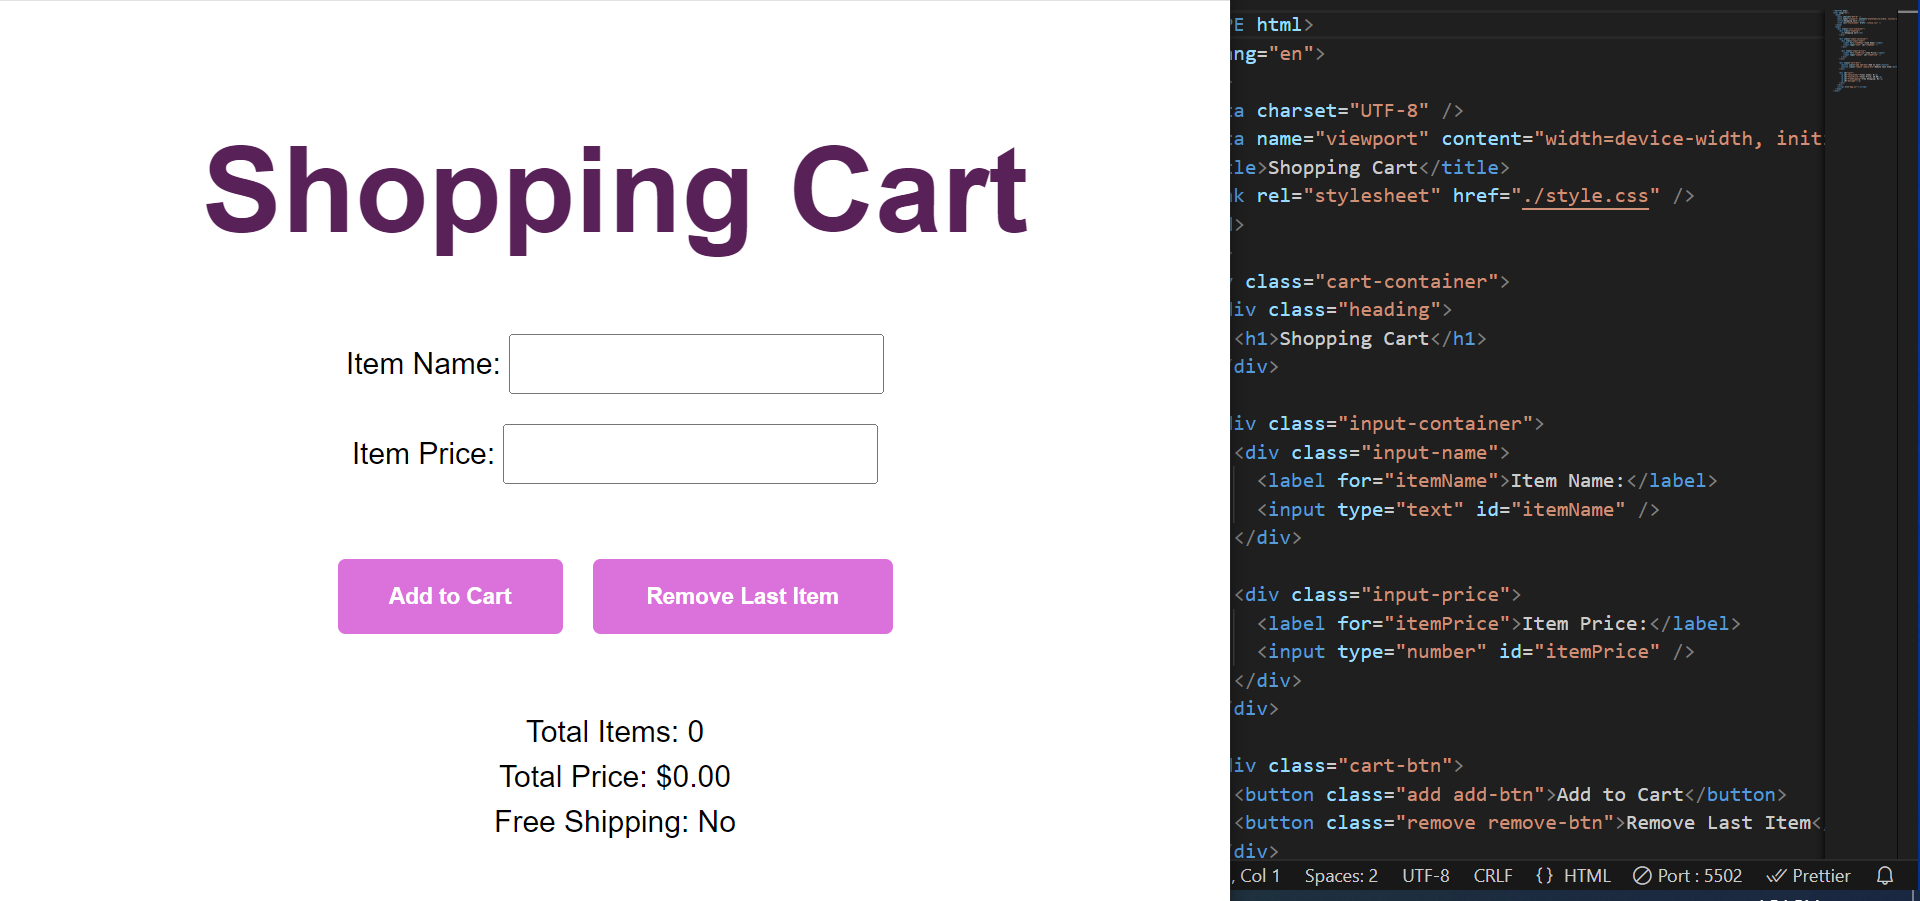 Shopping Cart
Item Name:
Item Price:
Add to Cart
Remove Last Item
Total Items: 0
Total Price: $0.00
Free Shipping: No
E html>
ng="en">
a charset="UTF-8" />
a name="viewport" content="width=device-width, init
le>Shopping Cart</title>
k rel="stylesheet" href="./style.css" />
>
class="cart-container">
iv class="heading">
<h1>Shopping Cart</h1>
div>
iv class="input-container">
<div class="input-name">
<label for="itemName">Item Name:</label>
<input type="text" id="itemName" />
</div>
<div class="input-price">
<label for="itemPrice">Item Price:</label>
<input type="number" id="itemPrice" />
</div>
div>
iv class="cart-btn">
<button class="add add-btn">Add to Cart</button>
<button class="remove remove-btn">Remove Last Item<
div>
, Col 1 Spaces: 2 UTF-8 CRLF {} HTML Port : 5502 Prettier